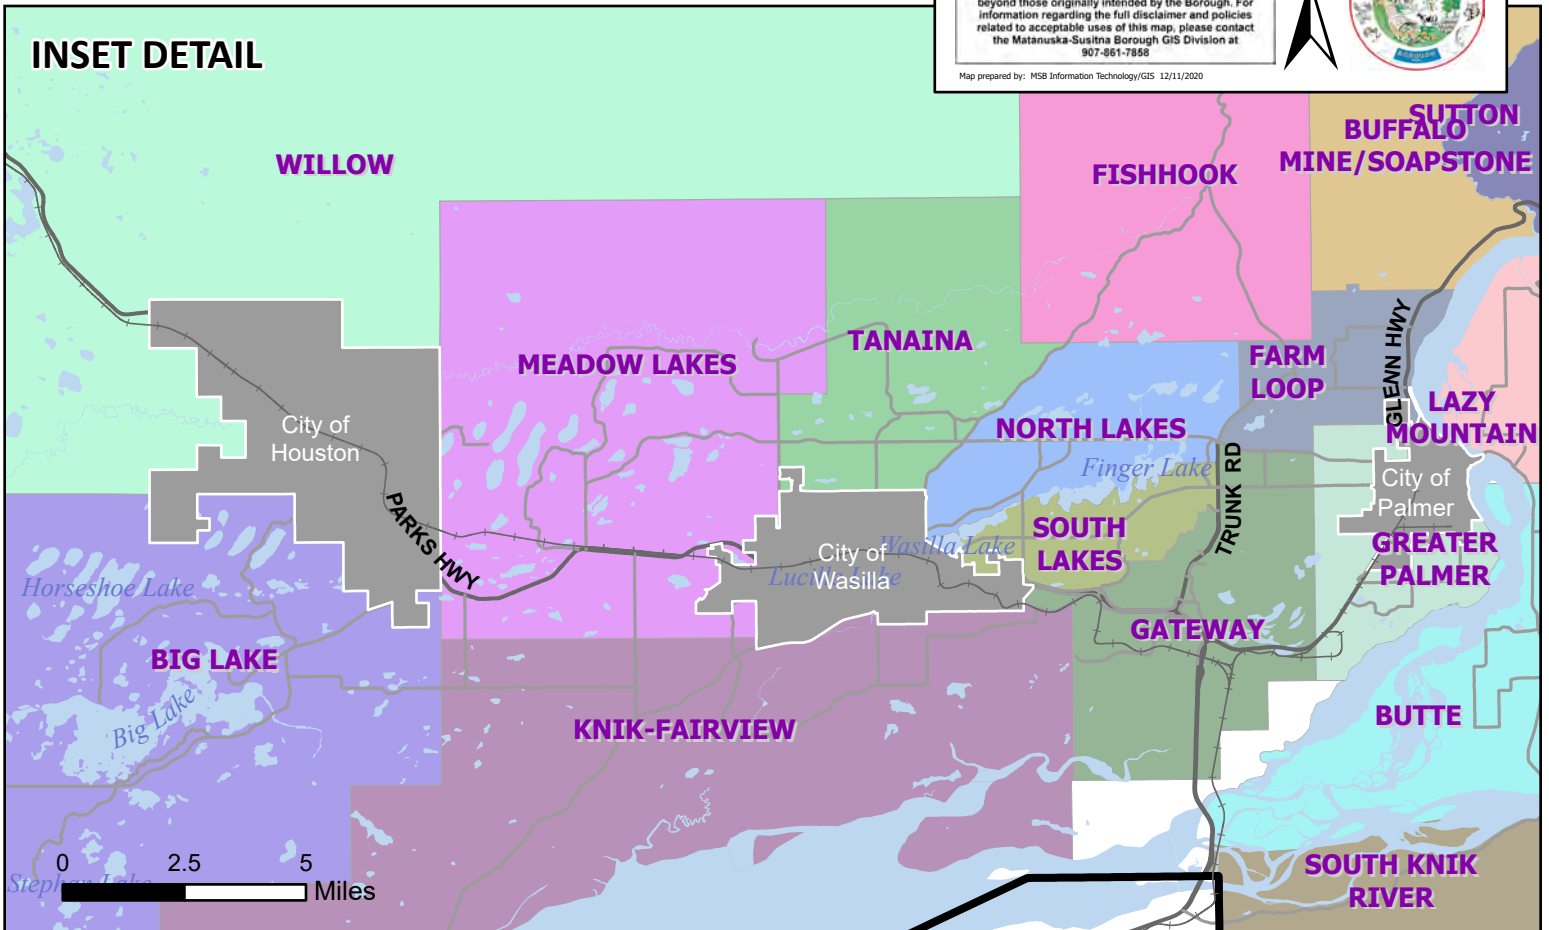 beyond those originally intended by the Borough. For
information regarding the full disclaimer and policies
related to acceptable uses of this map, please contact
the Matanuska-Susitna Borough GIS Division at
907-861-7858
Map prepared by: MSB Information Technology/GIS 12/11/2020
BOROUGH
INSET DETAIL
SUTTON
BUFFALO
MINE/SOAPSTONE
WILLOW
FISHHOOK
GLENN HWY
TANAINA
MEADOW LAKES
FARM
LOOP
LAZY
MOUNTAIN
City of
Houston
NORTH LAKES
Finger Lake
TRUNK RD
City of
Palmer
PARKS HWY
SOUTH
LAKES
Wasilla Lake
City of
Wasilla
Lucille Lake
GREATER
PALMER
Horseshoe Lake
GATEWAY
BIG LAKE
Big Lake
KNIK-FAIRVIEW
BUTTE
0 2.5 5
Miles
Stephan Lake
SOUTH KNIK
RIVER